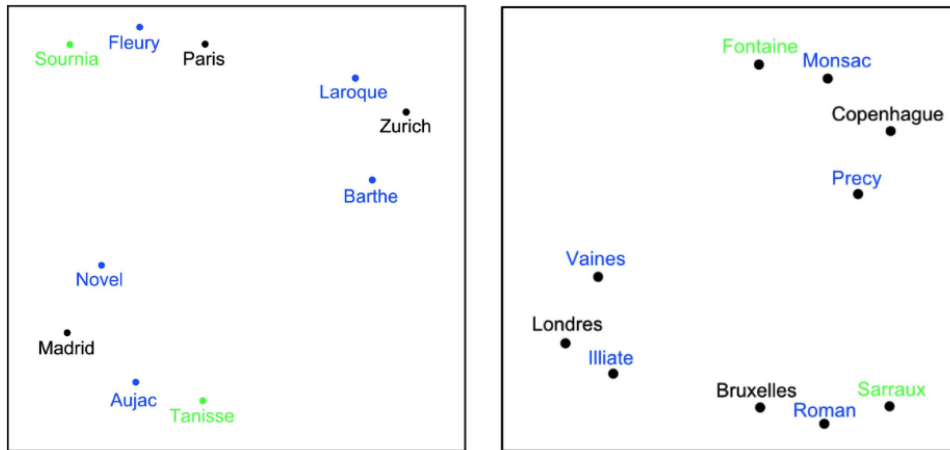 Fleury
Sournia
Paris
Laroque
Zurich
Barthe
Novel
Madrid
Aujac
Tanisse
Fontaine
Monsac
Copenhague
Precy
Vaines
Londres
Illiate
Bruxelles
Sarraux
Roman